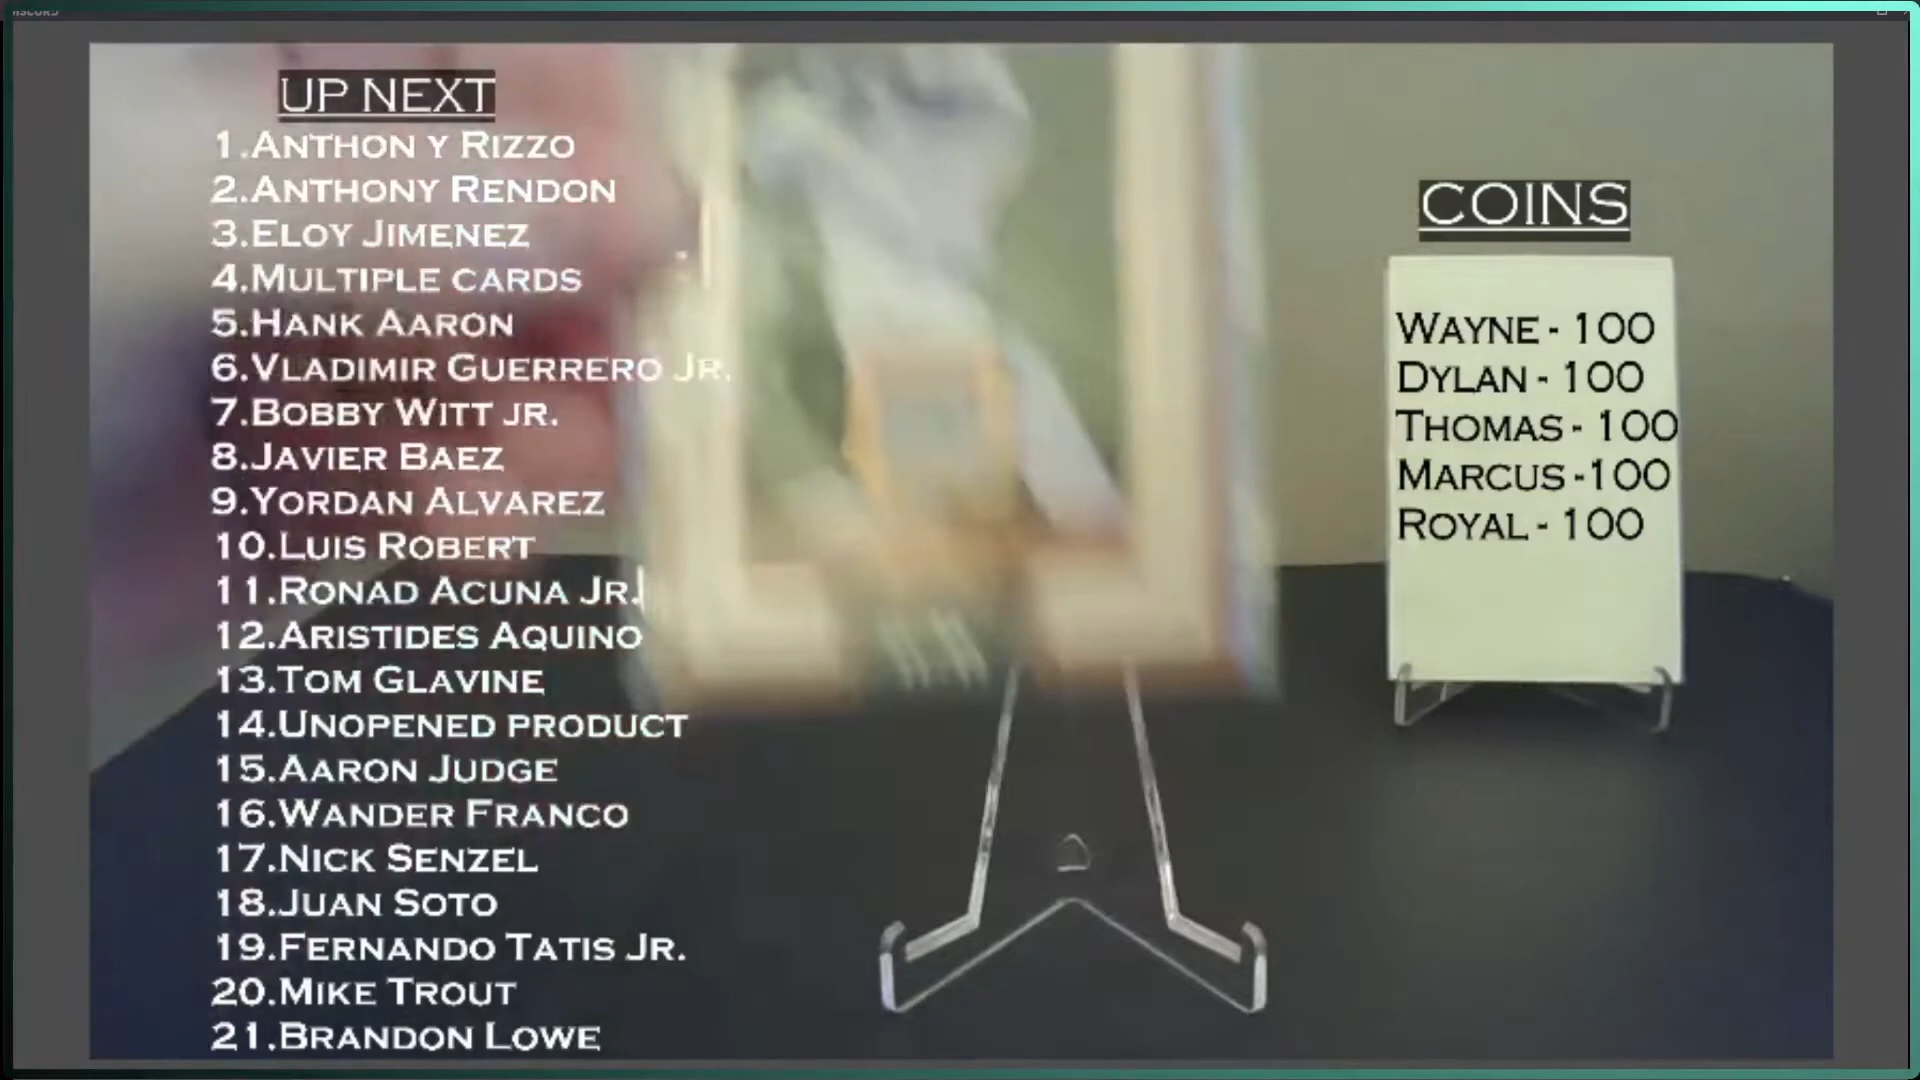 UP NEXT
1.ANTHON Y RIZZO
2.ANTHONY RENDON
3.ELOY JIMENEZ
4.MULTIPLE CARDS
5.HANK AARON
6.VLADIMIR GUERRERO JR.
7.BOBBY WITT JR.
8.JAVIER BAEZ
9.YORDAN ALVAREZ
10.LUIS ROBERT
11.RONAD ACUNA JR.
12.ARISTIDES AQUINO
13.TOM GLAVINE
14.UNOPENED PRODUCT
15.AARON JUDGE
16.WANDER FRANCO
17.NICK SENZEL
18.JUAN SOTO
19.FERNANDO TATIS JR.
20.MIKE TROUT
21.BRANDON LOWE
COINS
WAYNE - 100
DYLAN - 100
THOMAS - 100
MARCUS -100
ROYAL - 100